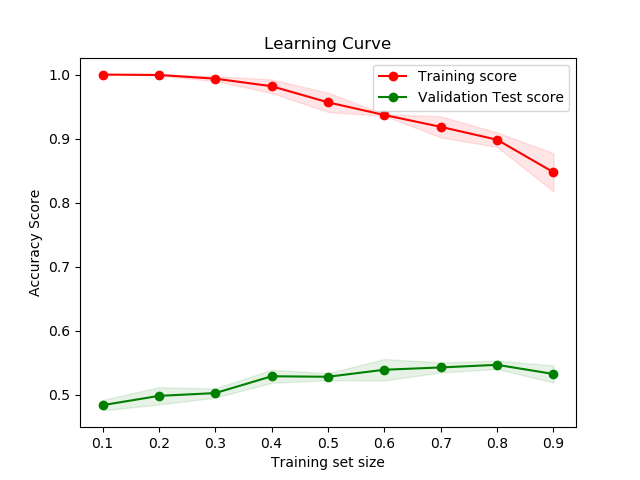 Learning Curve
Training score
Validation Test score
1.0
0.9
0.8
0.7
0.6
0.5
Accuracy Score
0.1 0.2 0.3 0.4 0.5 0.6 0.7 0.8 0.9
Training set size